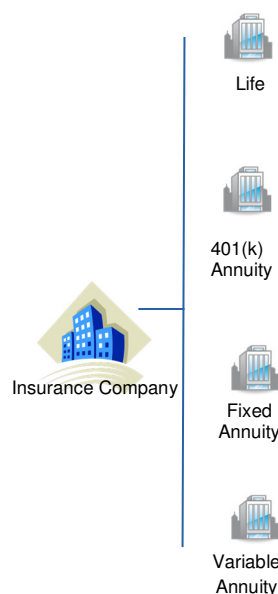 Life
401(k)
Annuity
Insurance Company
Fixed
Annuity
Variable
Annuity